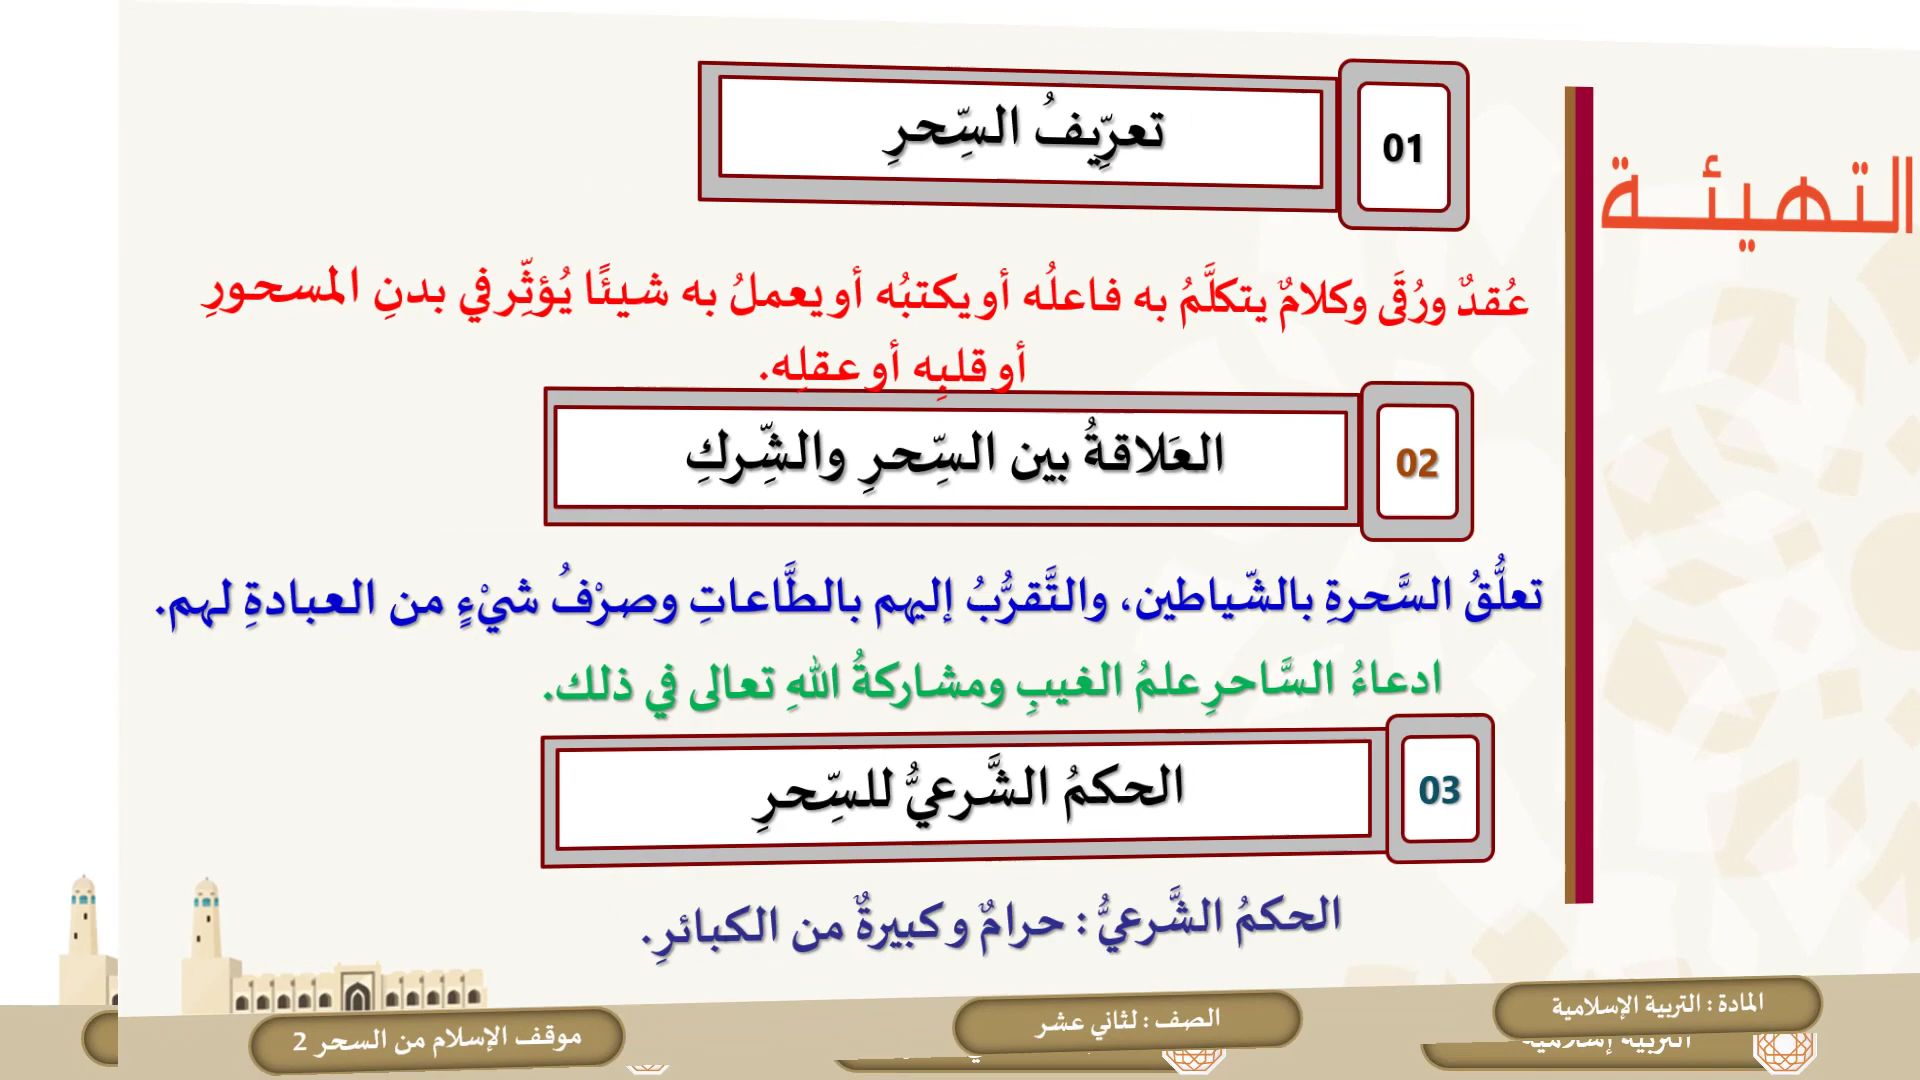 التهيئة
01
تعرِّيفُ السِّحرِ
عُقدٌ ورُقَى وكلامٌ يتكلَّمُ به فاعلُه أو يكتبُه أو يعملُ به شيئًا يُؤثِّر في بدنِ المسحورِ
أو قلبِه أو عقلِه.
02
العَلاقةُ بين السِّحرِ والشِّركِ
تعلُّقُ السَّحرةِ بالشّياطين، والتَّقرُّبُ إليهم بالطَّاعاتِ وصرْفُ شيْءٍ من العبادةِ لهم.
ادعاءُ السَّاحرِ علمُ الغيبِ ومشاركةُ اللهِ تعالى في ذلك.
03
الحكمُ الشَّرعيُّ للسِّحرِ
الحكمُ الشَّرعيُّ : حرامٌ وكبيرةٌ من الكبائرِ.
المادة : التربية الإسلامية
الصف : لثاني عشر
موقف الإسلام من السحر 2
التربية إسلامية